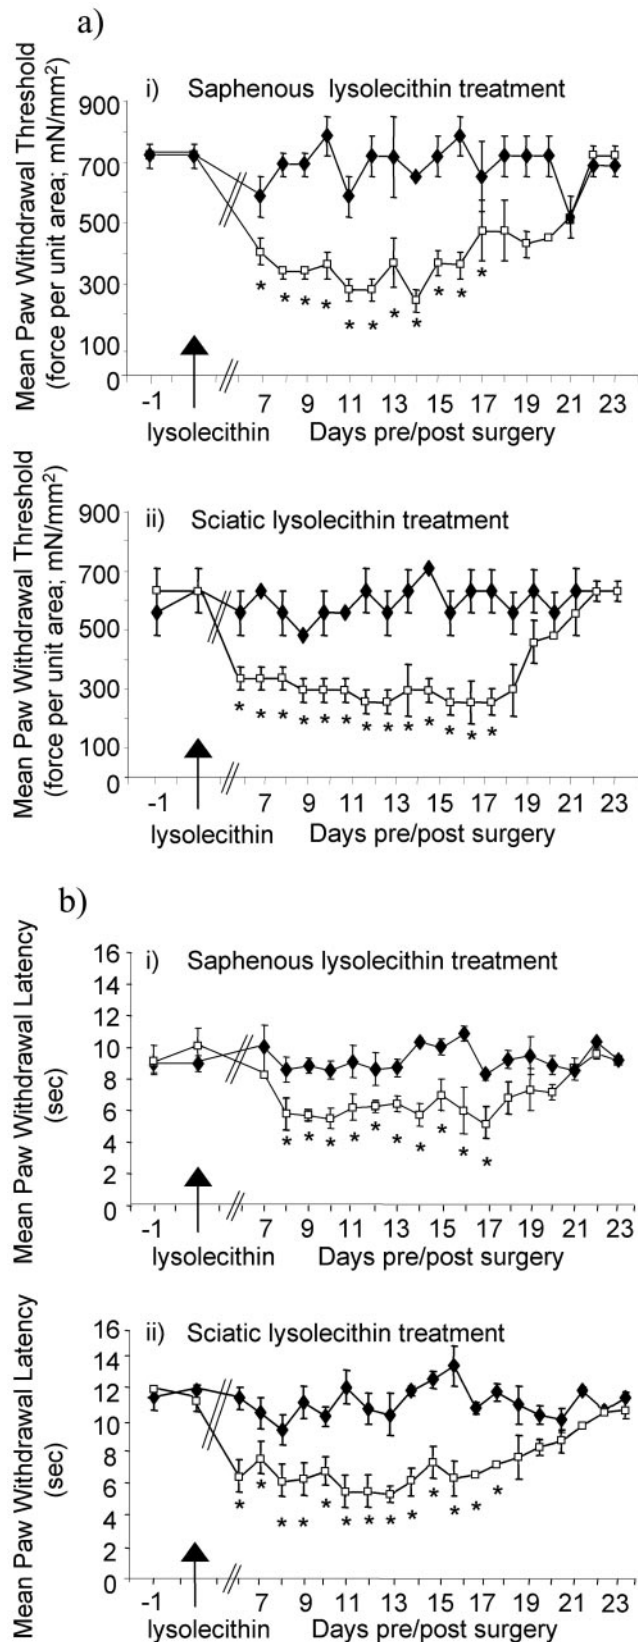 a)
i) Saphenous lysolecithin treatment
Mean Paw Withdrawal Threshold
(force per unit area; mN/mm²)
900
700
500
300
100
0
* * * * * * * * * * *
-1 7 9 11 13 15 17 19 21 23
lysolecithin Days pre/post surgery
ii) Sciatic lysolecithin treatment
Mean Paw Withdrawal Threshold
(force per unit area; mN/mm²)
900
700
500
300
100
0
* * * * * * * * * * * * *
-1 7 9 11 13 15 17 19 21 23
lysolecithin Days pre/post surgery
b)
i) Saphenous lysolecithin treatment
Mean Paw Withdrawal Latency
(sec)
16
14
12
10
8
6
4
2
0
* * * * * * * * * *
-1 7 9 11 13 15 17 19 21 23
lysolecithin Days pre/post surgery
ii) Sciatic lysolecithin treatment
Mean Paw Withdrawal Latency
(sec)
16
14
12
10
8
6
4
2
0
* * * * * * * * * * * * *
-1 7 9 11 13 15 17 19 21 23
lysolecithin Days pre/post surgery